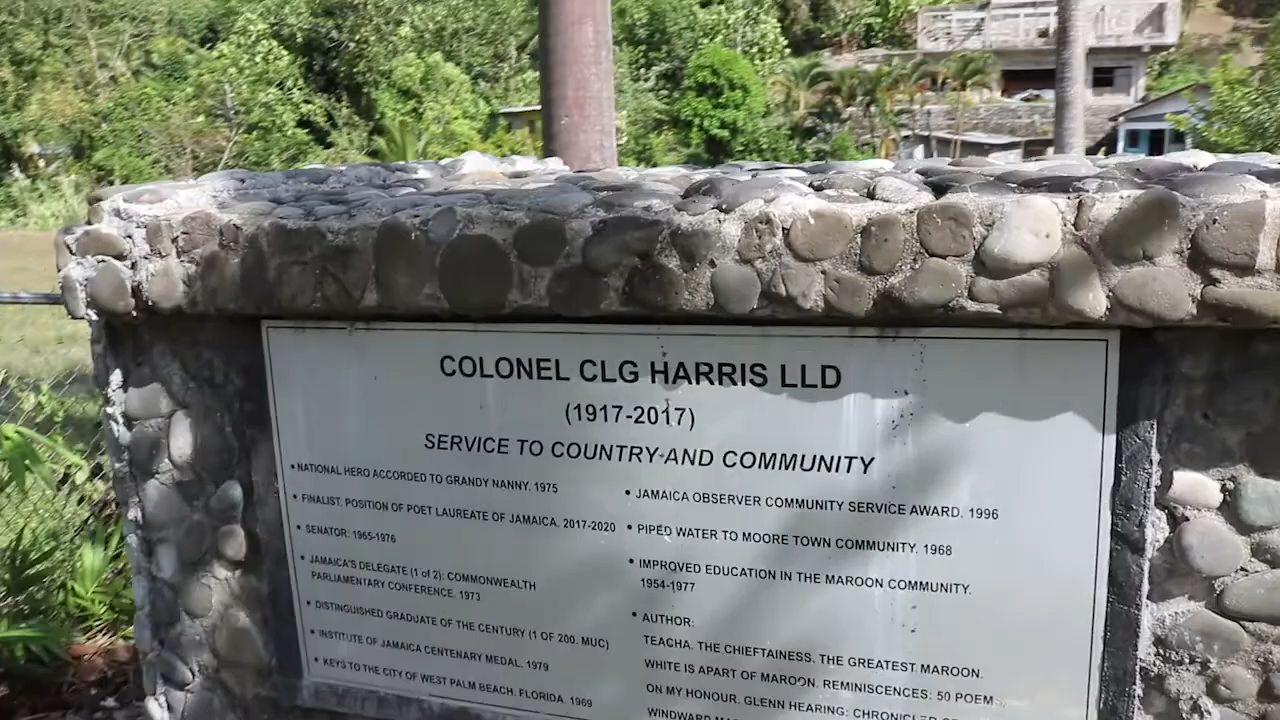 COLONEL CLG HARRIS LLD
(1917-2017)
SERVICE TO COUNTRY AND COMMUNITY
• NATIONAL HERO ACCORDED TO GRANDY NANNY. 1975
• FINALIST. POSITION OF POET LAUREATE OF JAMAICA. 2017-2020
• SENATOR: 1965-1976
• JAMAICA'S DELEGATE (1 of 2): COMMONWEALTH
PARLIAMENTARY CONFERENCE. 1973
• DISTINGUISHED GRADUATE OF THE CENTURY (1 OF 200. MUC)
• INSTITUTE OF JAMAICA CENTENARY MEDAL. 1979
• KEYS TO THE CITY OF WEST PALM BEACH. FLORIDA. 1969
• JAMAICA OBSERVER COMMUNITY SERVICE AWARD. 1996
• PIPED WATER TO MOORE TOWN COMMUNITY. 1968
• IMPROVED EDUCATION IN THE MAROON COMMUNITY.
1954-1977
• AUTHOR:
TEACHA. THE CHIEFTAINESS. THE GREATEST MAROON.
WHITE IS APART OF MAROON. REMINISCENCES: 50 POEMS
ON MY HONOUR. GLENN HEARING:
WINDWARD